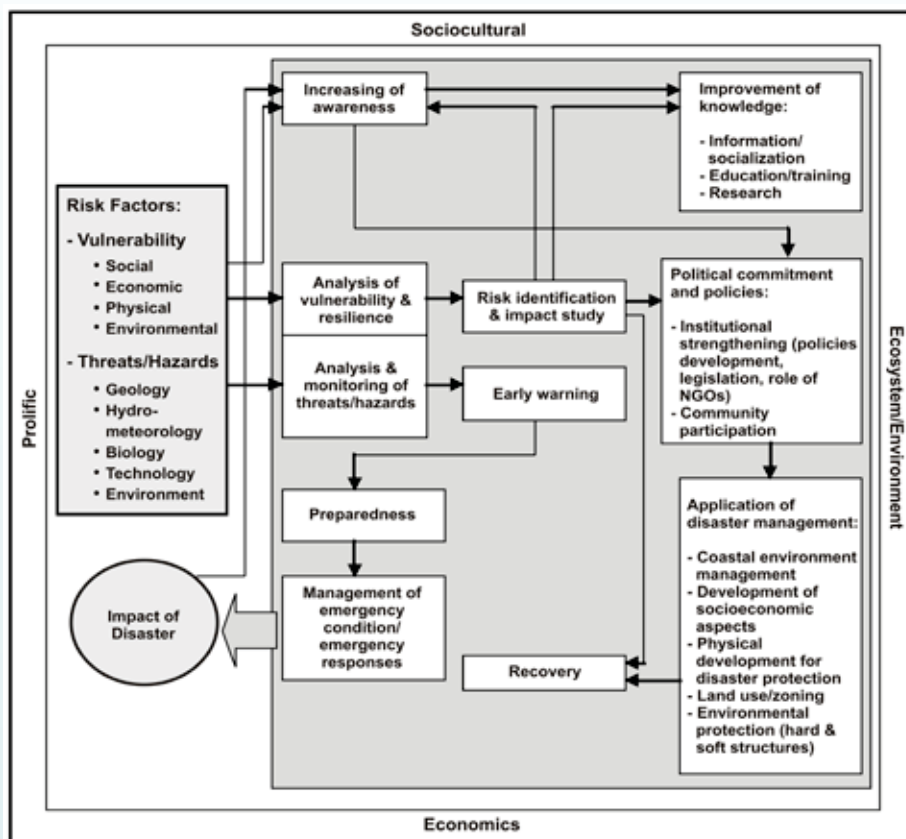 Sociocultural
Increasing of
awareness
Improvement of
knowledge:
- Information/
socialization
- Education/training
- Research
Risk Factors:
- Vulnerability
• Social
• Economic
• Physical
• Environmental
- Threats/Hazards
• Geology
• Hydro-
meteorology
• Biology
• Technology
• Environment
Analysis of
vulnerability &
resilience
Risk identification
& impact study
Political commitment
and policies:
- Institutional
strengthening (policies
development,
legislation, role of
NGOs)
- Community
participation
Analysis &
monitoring of
threats/hazards
Early warning
Prolific
Ecosystem/Environment
Preparedness
Application of
disaster management:
- Coastal environment
management
- Development of
socioeconomic
aspects
- Physical
development for
disaster protection
- Land use/zoning
- Environmental
protection (hard &
soft structures)
Impact of
Disaster
Management of
emergency
condition/
emergency
responses
Recovery
Economics